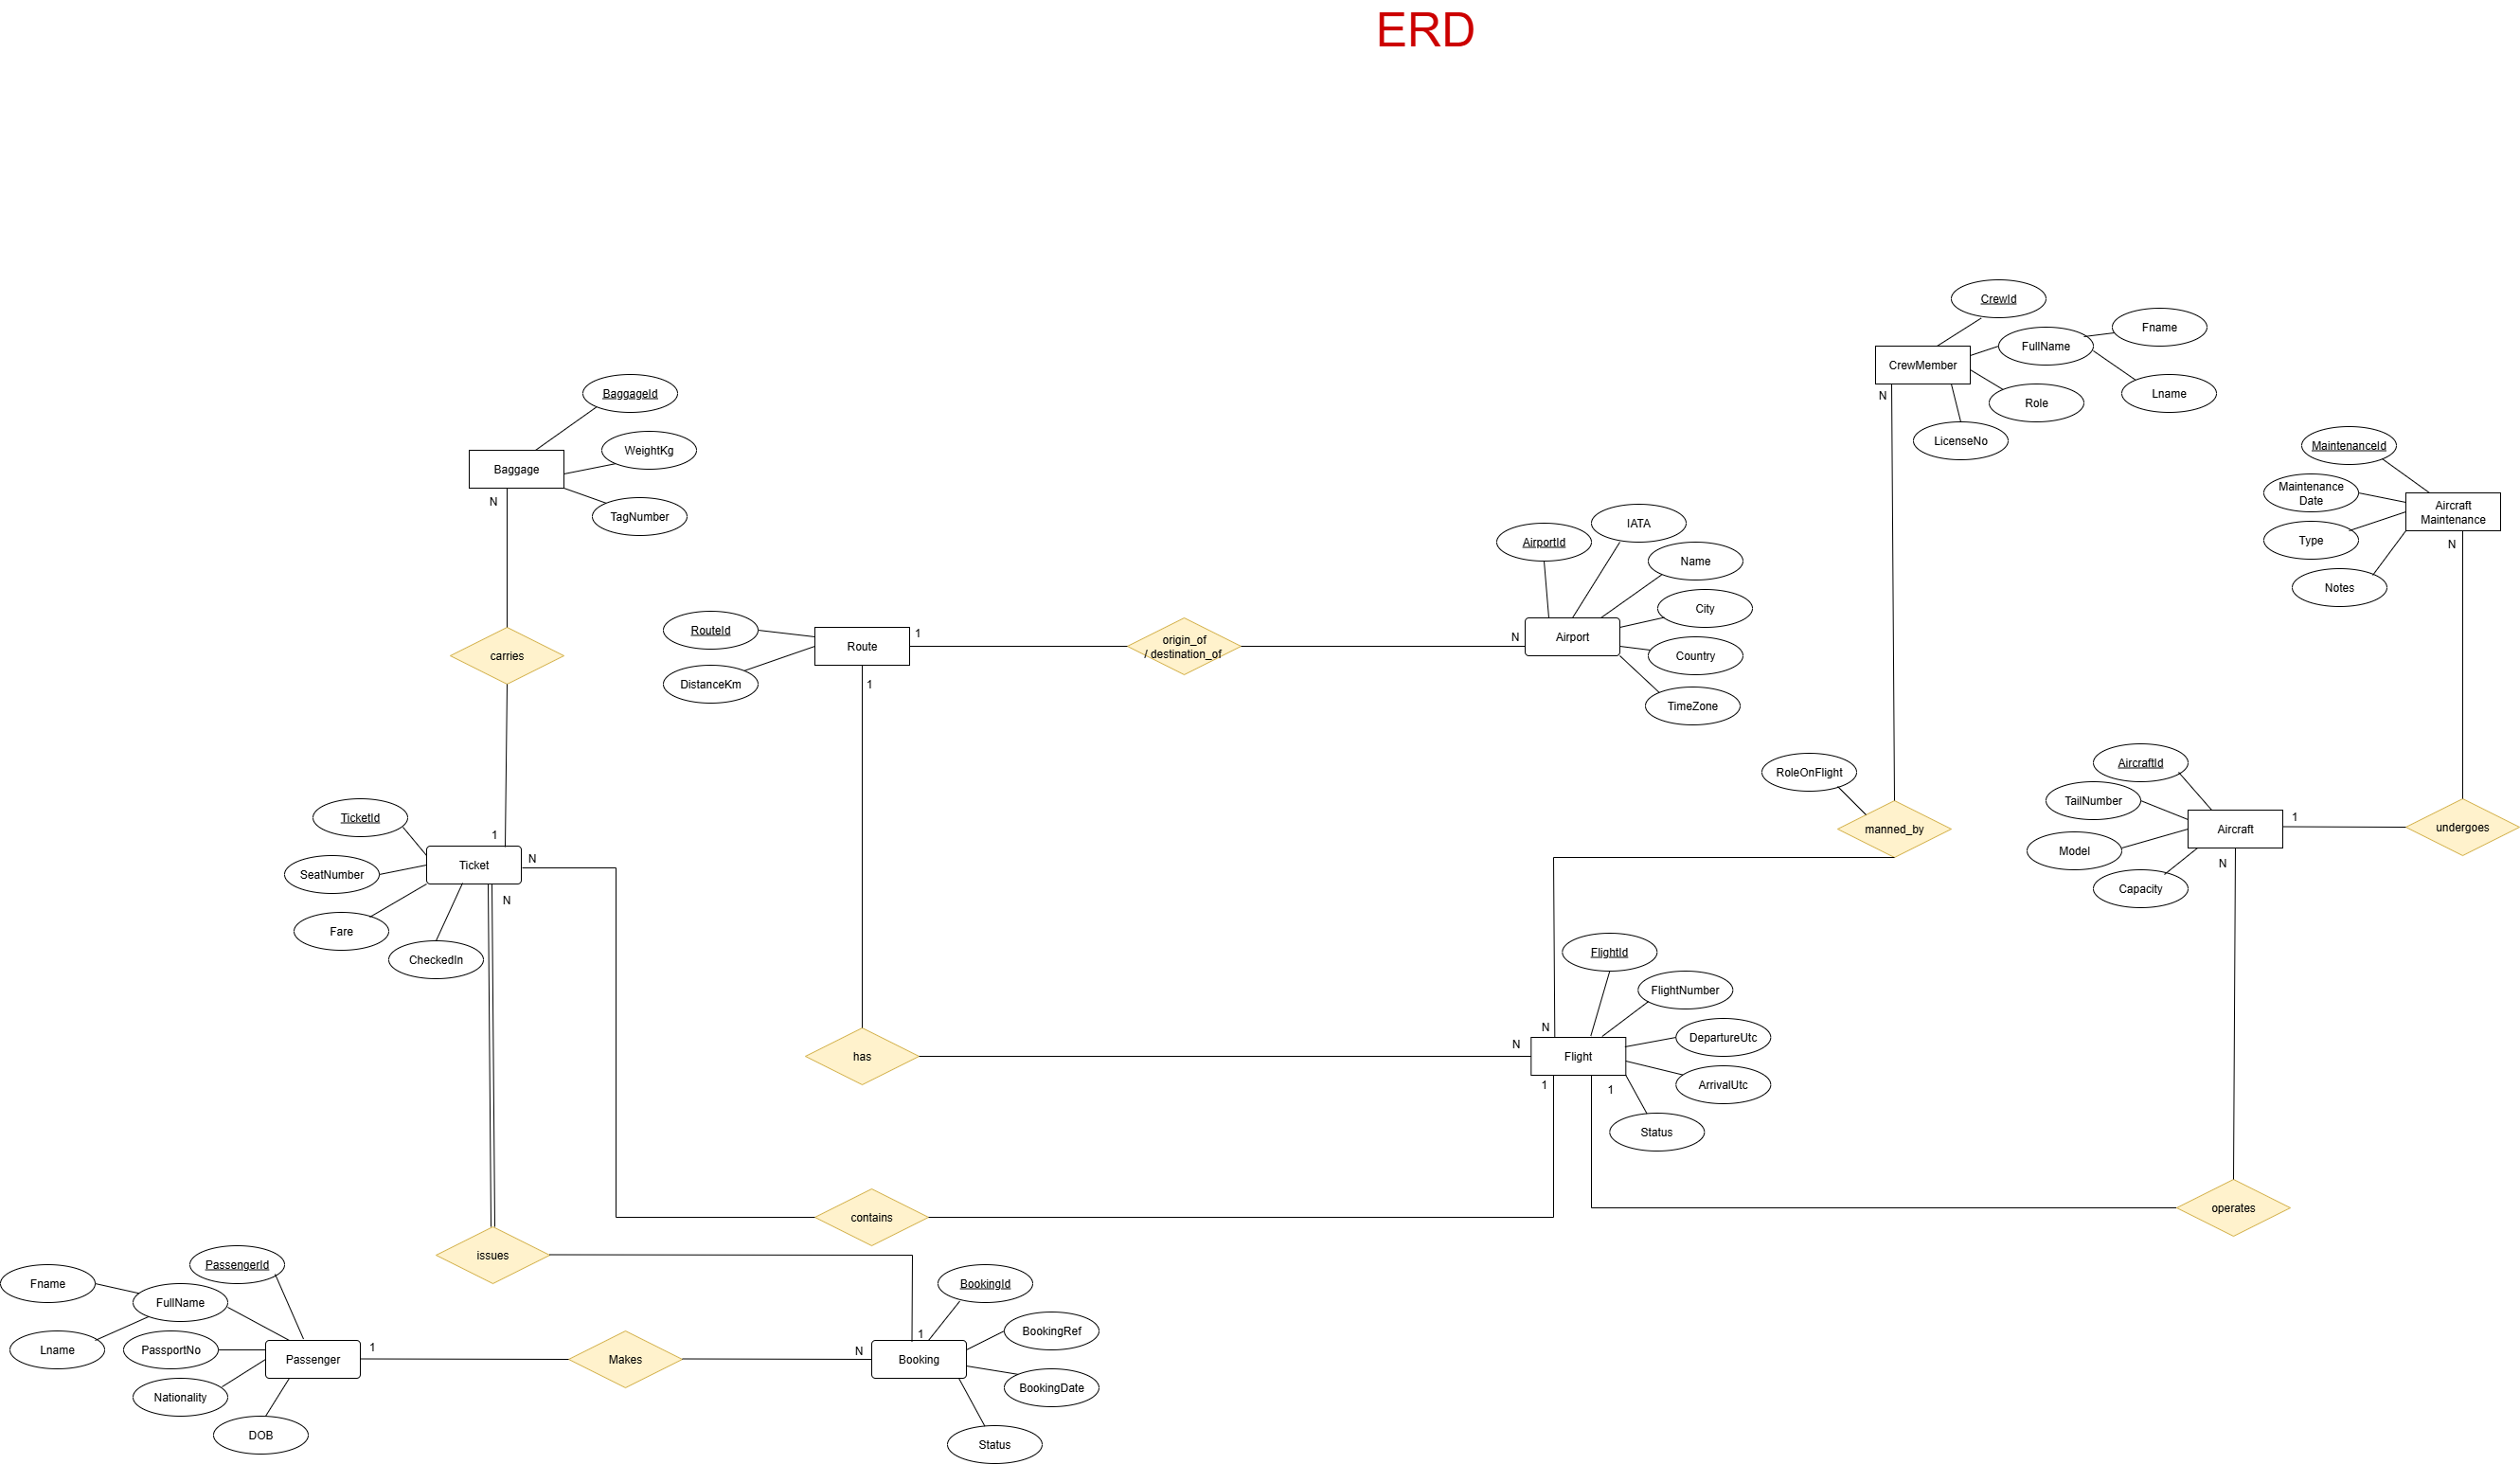 ERD
CrewId
Fname
FullName
CrewMember
Lname
Role
N
LicenseNo
BaggageId
WeightKg
Baggage
N
TagNumber
MaintenanceId
Maintenance
Date
Aircraft
Maintenance
Type
N
Notes
IATA
AirportId
Name
City
RouteId
1
Route
origin_of
/ destination_of
N
Airport
Country
DistanceKm
1
TimeZone
carries
RoleOnFlight
manned_by
AircraftId
TailNumber
Aircraft
1
undergoes
Model
N
Capacity
TicketId
1
SeatNumber
Ticket
N
N
Fare
CheckedIn
FlightId
FlightNumber
N
DepartureUtc
has
N
Flight
1
1
ArrivalUtc
Status
contains
operates
issues
PassengerId
Fname
FullName
BookingId
Lname
PassportNo
Passenger
1
Makes
N
1
Booking
BookingRef
BookingDate
Nationality
DOB
Status